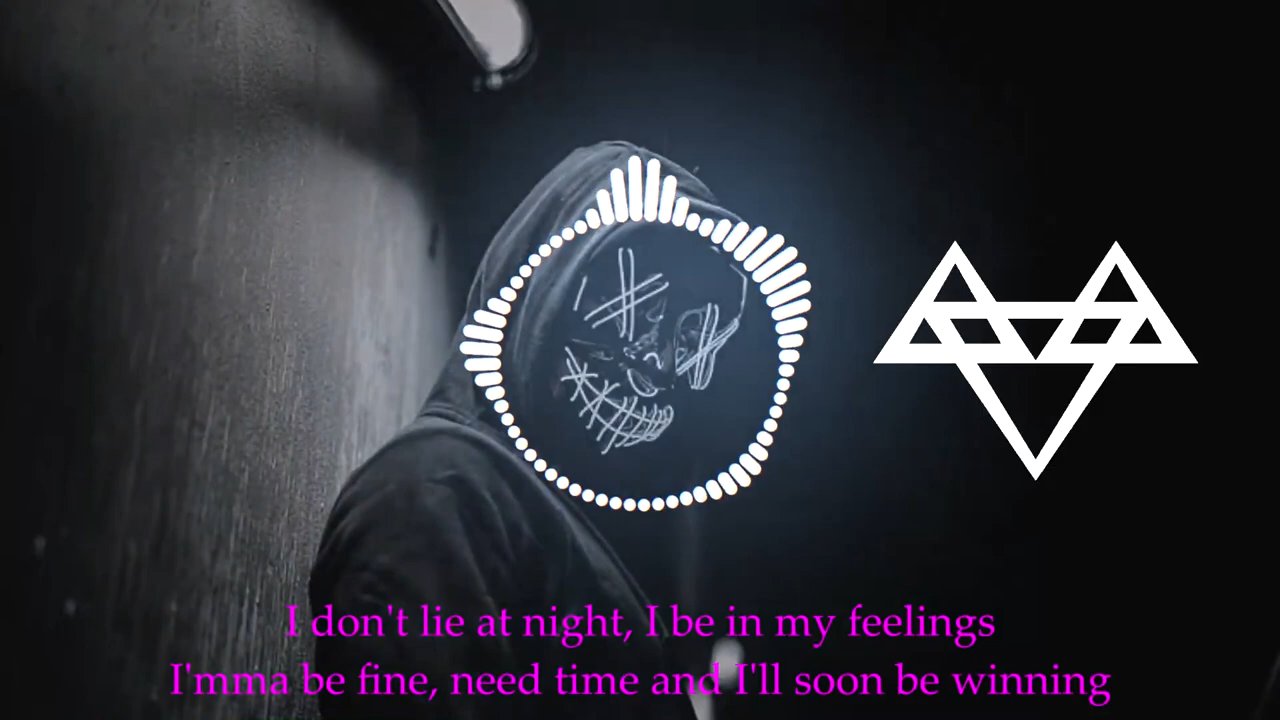 I don't lie at night, I be in my feelings
I'mma be fine, need time and I'll soon be winning